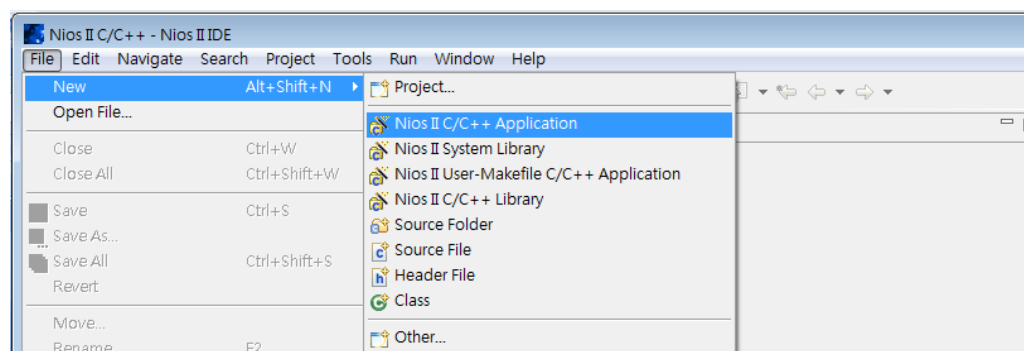 Nios II C/C++ - Nios II IDE
File Edit Navigate Search Project Tools Run Window Help
New Alt+Shift+N
Open File...
Close Ctrl+W
Close All Ctrl+Shift+W
Save Ctrl+S
Save As...
Save All Ctrl+Shift+S
Revert
Move...
Rename F2
Project...
Nios II C/C++ Application
Nios II System Library
Nios II User-Makefile C/C++ Application
Nios II C/C++ Library
Source Folder
Source File
Header File
Class
Other...